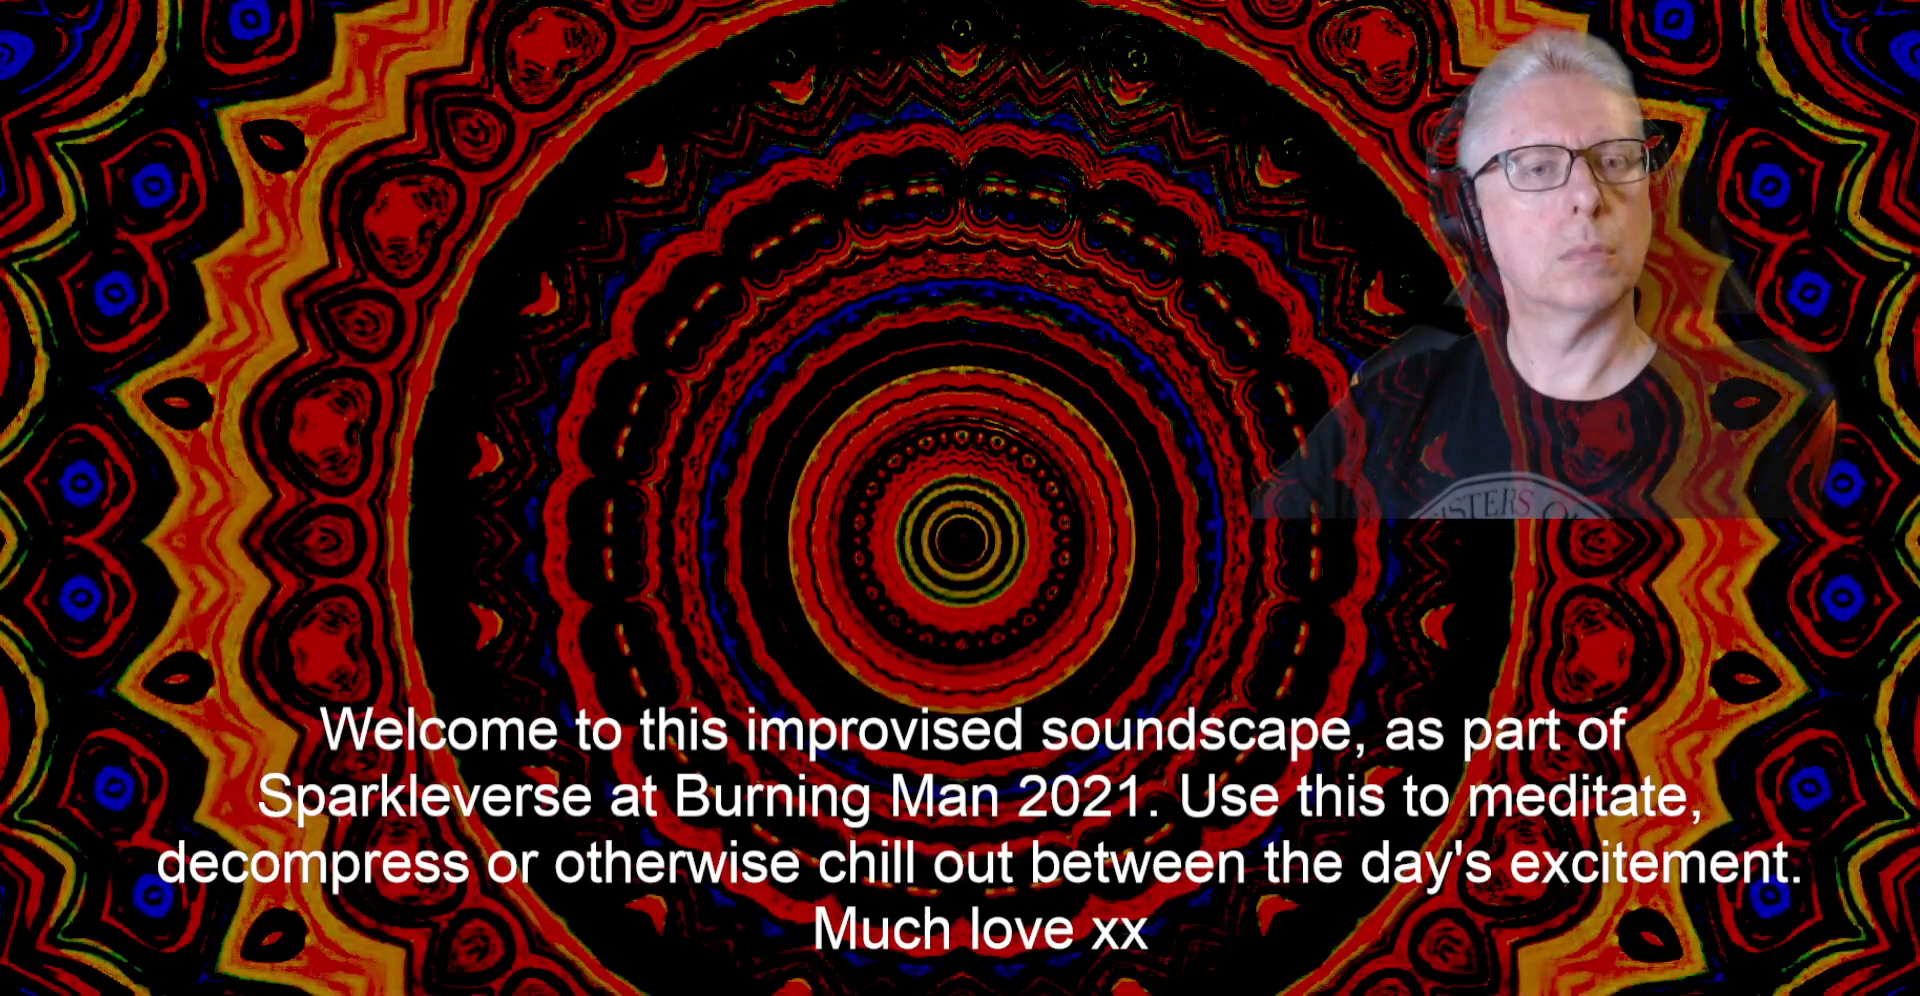 ISTERS O
Welcome to this improvised soundscape, as part of
Sparkleverse at Burning Man 2021. Use this to meditate,
decompress or otherwise chill out between the day's excitement.
Much love xx